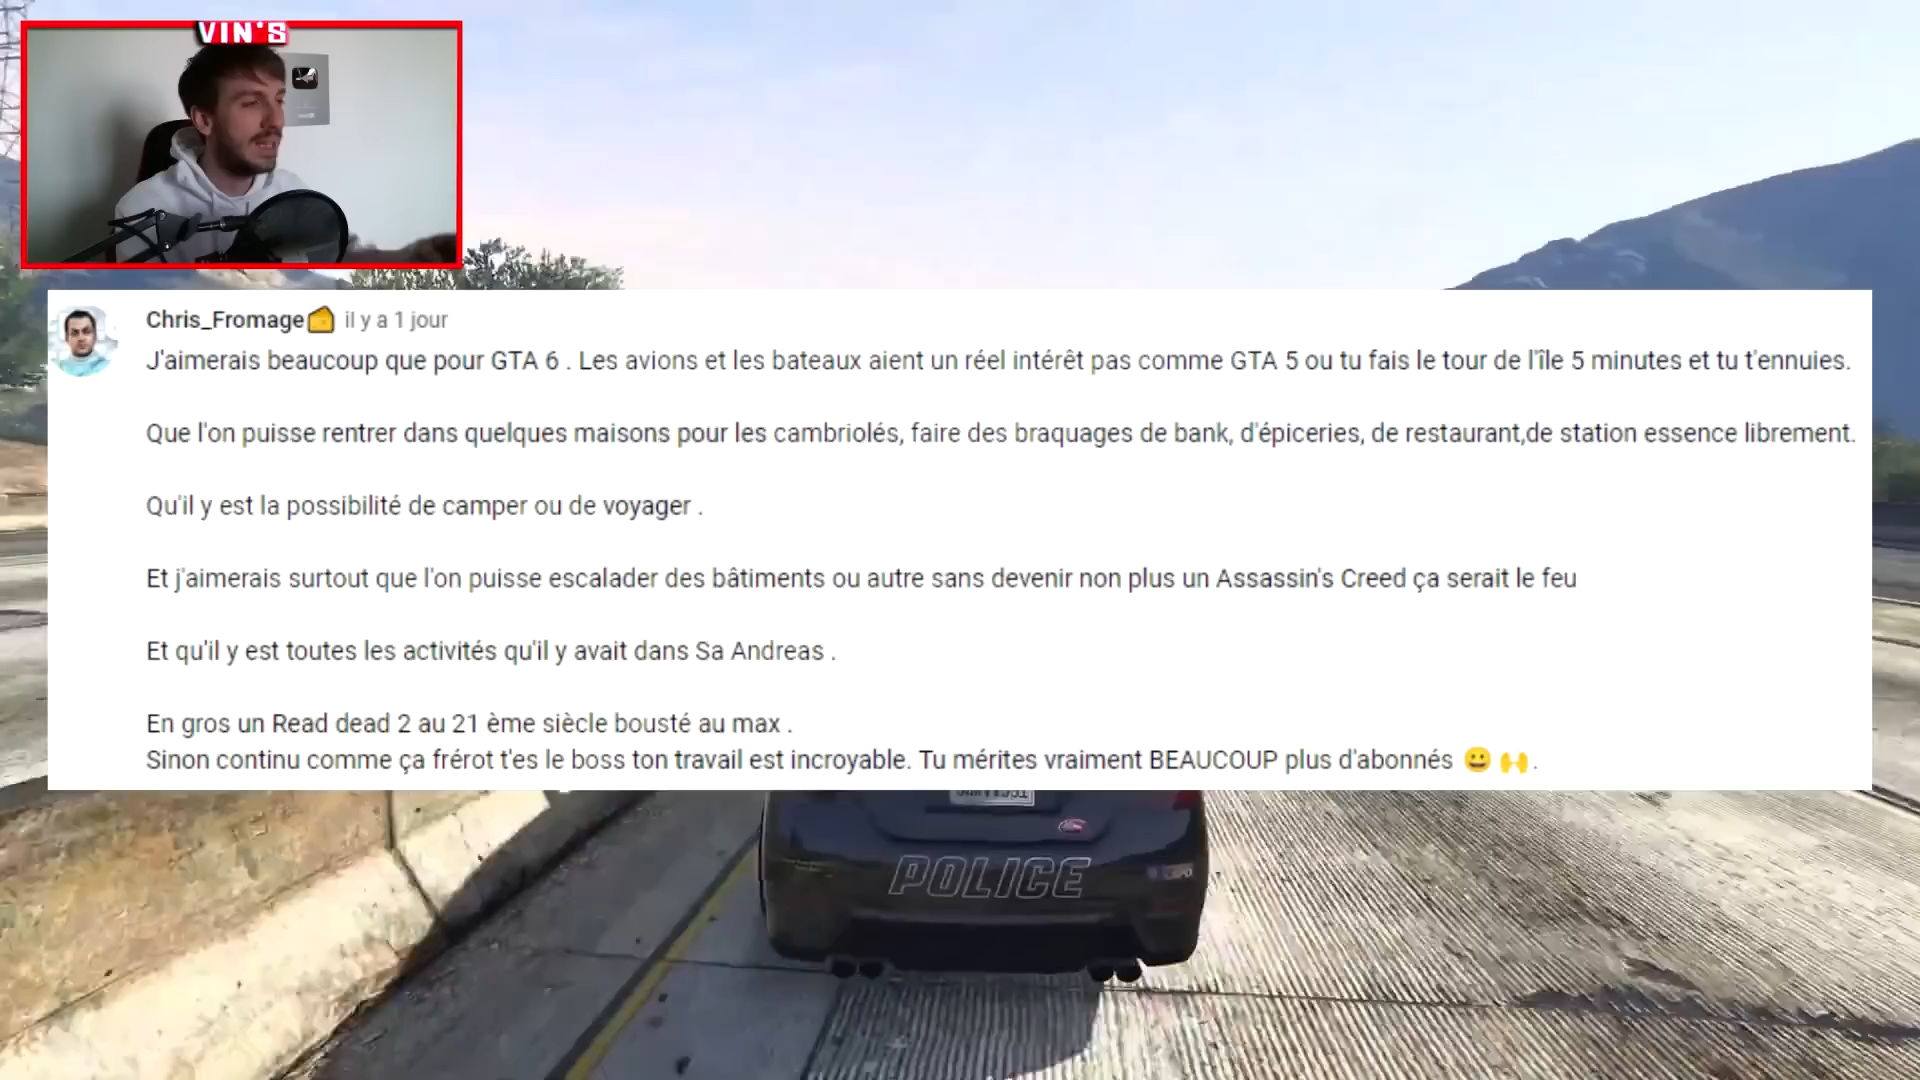 VIN'S
Chris_Fromage🧀 il y a 1 jour
J'aimerais beaucoup que pour GTA 6 . Les avions et les bateaux aient un réel intérêt pas comme GTA 5 ou tu fais le tour de l'île 5 minutes et tu t'ennuies.
Que l'on puisse rentrer dans quelques maisons pour les cambriolés, faire des braquages de bank, d'épiceries, de restaurant,de station essence librement.
Qu'il y est la possibilité de camper ou de voyager .
Et j'aimerais surtout que l'on puisse escalader des bâtiments ou autre sans devenir non plus un Assassin's Creed ça serait le feu
Et qu'il y est toutes les activités qu'il y avait dans Sa Andreas .
En gros un Read dead 2 au 21 ème siècle bousté au max .
Sinon continu comme ça frérot t'es le boss ton travail est incroyable. Tu mérites vraiment BEAUCOUP plus d'abonnés 😀 🙌 .
POLICE